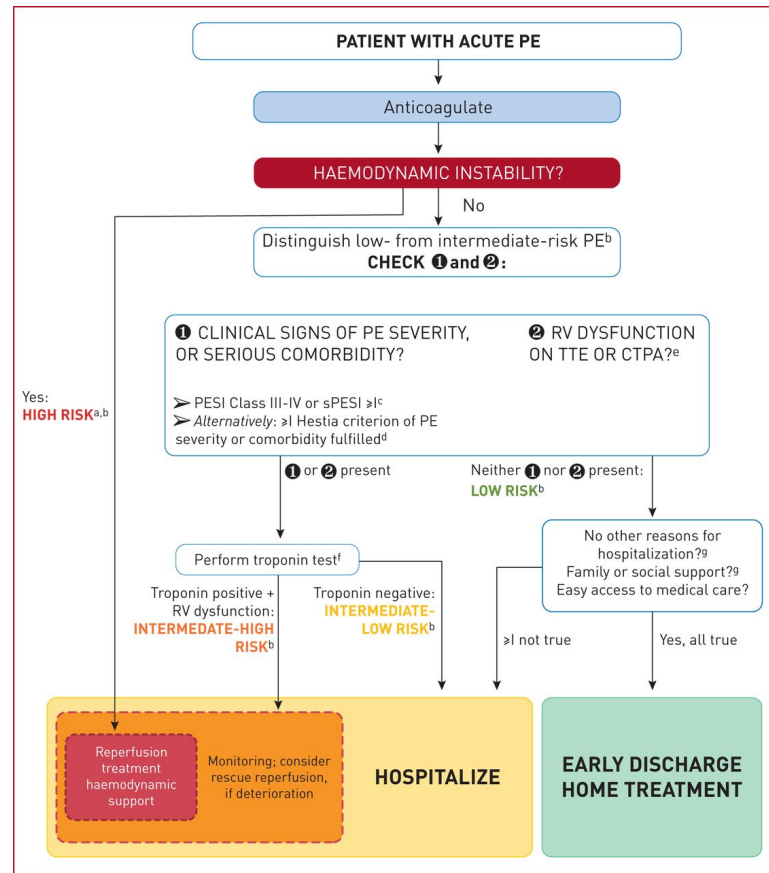 PATIENT WITH ACUTE PE
Anticoagulate
HAEMODYNAMIC INSTABILITY?
No
Distinguish low- from intermediate-risk PEᵇ
CHECK ❶ and ❷:
❶ CLINICAL SIGNS OF PE SEVERITY,
OR SERIOUS COMORBIDITY?
➢ PESI Class III-IV or sPESI ⩾Iᶜ
➢ Alternatively: ⩾I Hestia criterion of PE
severity or comorbidity fulfilledᵈ
❷ RV DYSFUNCTION
ON TTE OR CTPA?ᵉ
Yes:
HIGH RISKᵃ,ᵇ
❶ or ❷ present
Neither ❶ nor ❷ present:
LOW RISKᵇ
Perform troponin testᶠ
No other reasons for
hospitalization?ᵍ
Family or social support?ᵍ
Easy access to medical care?
Troponin positive +
RV dysfunction:
INTERMEDATE-HIGH
RISKᵇ
Troponin negative:
INTERMEDIATE-
LOW RISKᵇ
⩾I not true
Yes, all true
Reperfusion
treatment
haemodynamic
support
Monitoring; consider
rescue reperfusion,
if deterioration
HOSPITALIZE
EARLY DISCHARGE
HOME TREATMENT